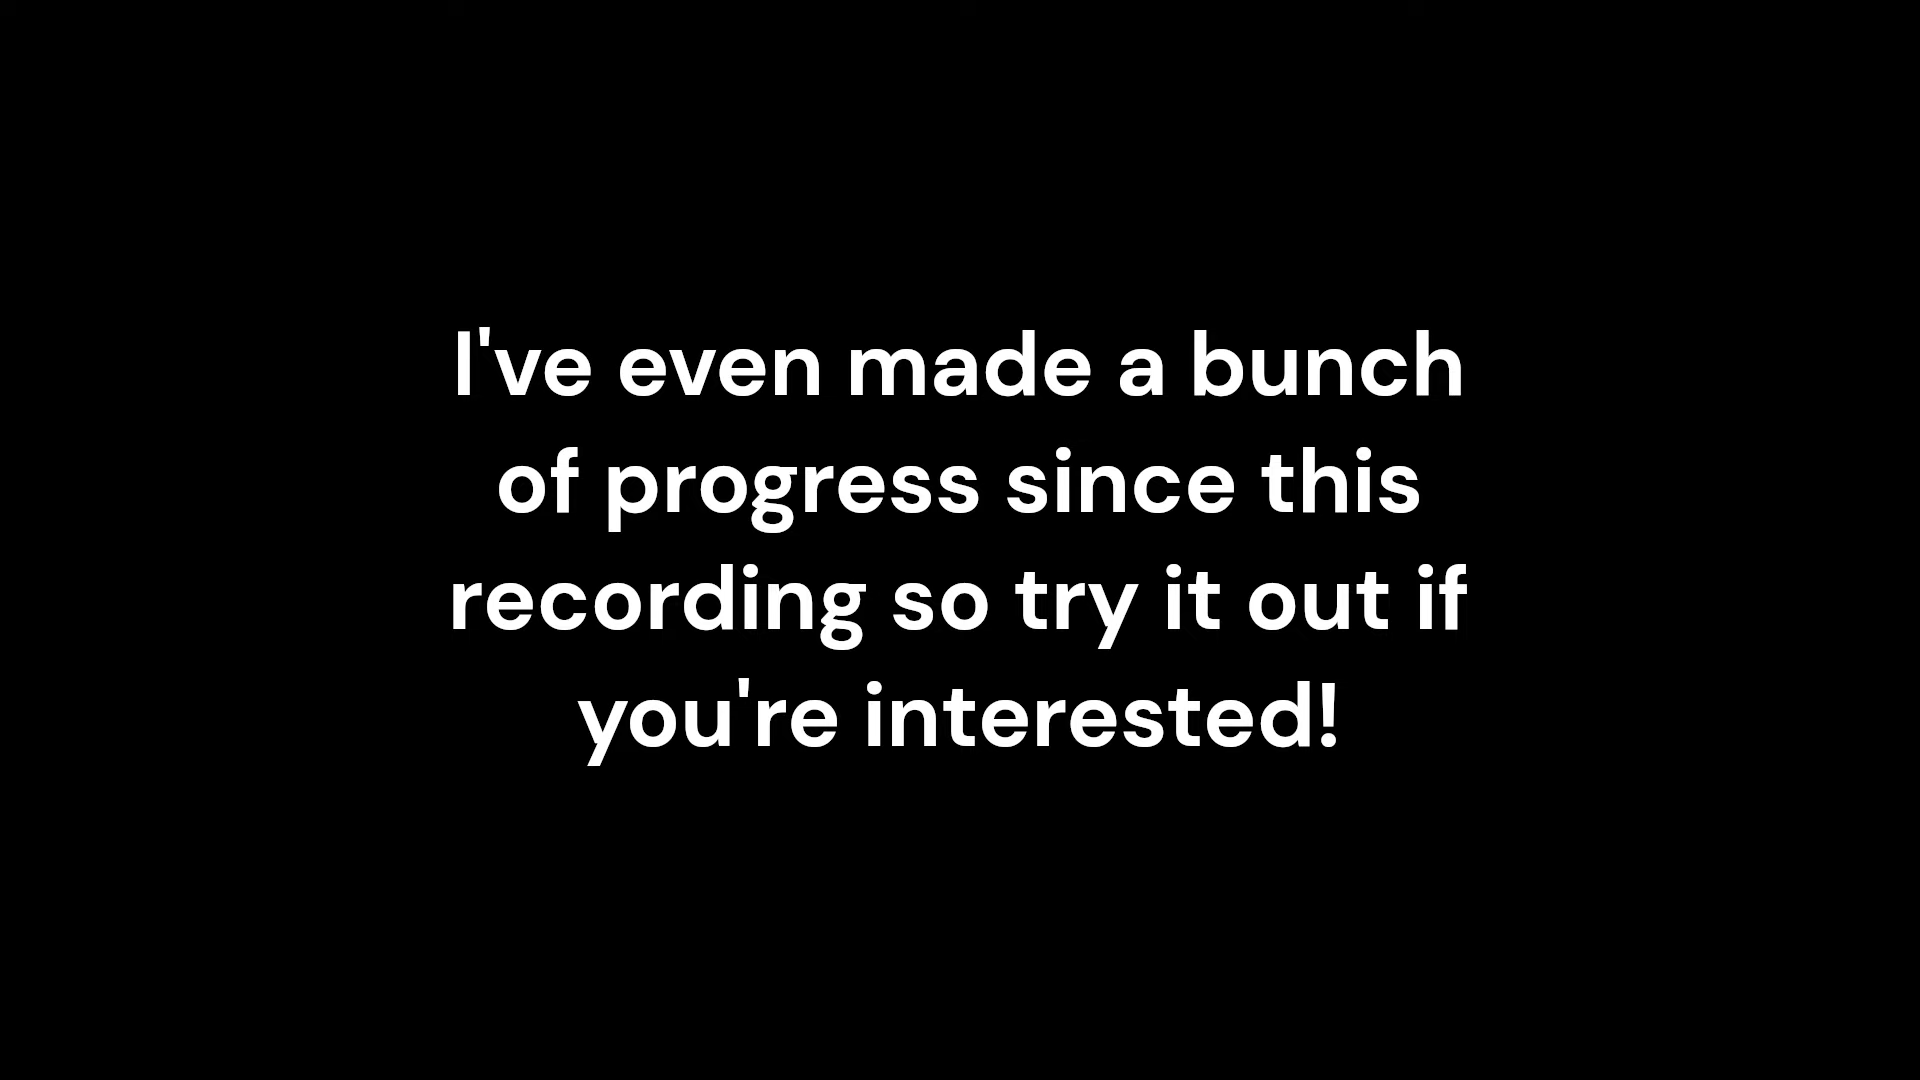 I've even made a bunch
of progress since this
recording so try it out if
you're interested!